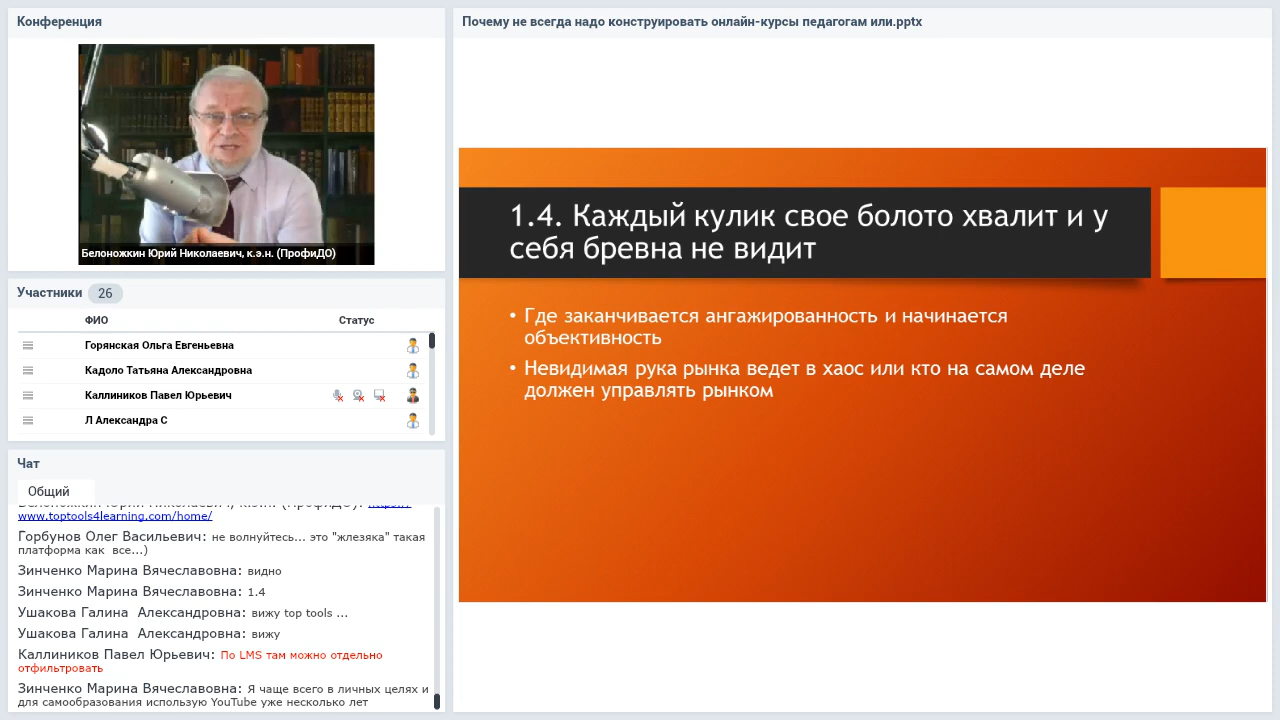 Конференция
Белоножкин Юрий Николаевич, к.э.н. (ПрофиДО)
Участники 26
ФИО Статус
Горянская Ольга Евгеньевна
Кадоло Татьяна Александровна
Каллиников Павел Юрьевич
Л Александра С
Чат
Общий
Белоножкин Юрий Николаевич, к.э.н. (ПрофиДО): https://
www.toptools4learning.com/home/
Горбунов Олег Васильевич: не волнуйтесь... это "жлезяка" такая
платформа как все...)
Зинченко Марина Вячеславовна: видно
Зинченко Марина Вячеславовна: 1.4
Ушакова Галина Александровна: вижу top tools ...
Ушакова Галина Александровна: вижу
Каллиников Павел Юрьевич: По LMS там можно отдельно
отфильтровать
Зинченко Марина Вячеславовна: Я чаще всего в личных целях и
для самообразования использую YouTube уже несколько лет
Почему не всегда надо конструировать онлайн-курсы педагогам или.pptx
1.4. Каждый кулик свое болото хвалит и у
себя бревна не видит
• Где заканчивается ангажированность и начинается
объективность
• Невидимая рука рынка ведет в хаос или кто на самом деле
должен управлять рынком